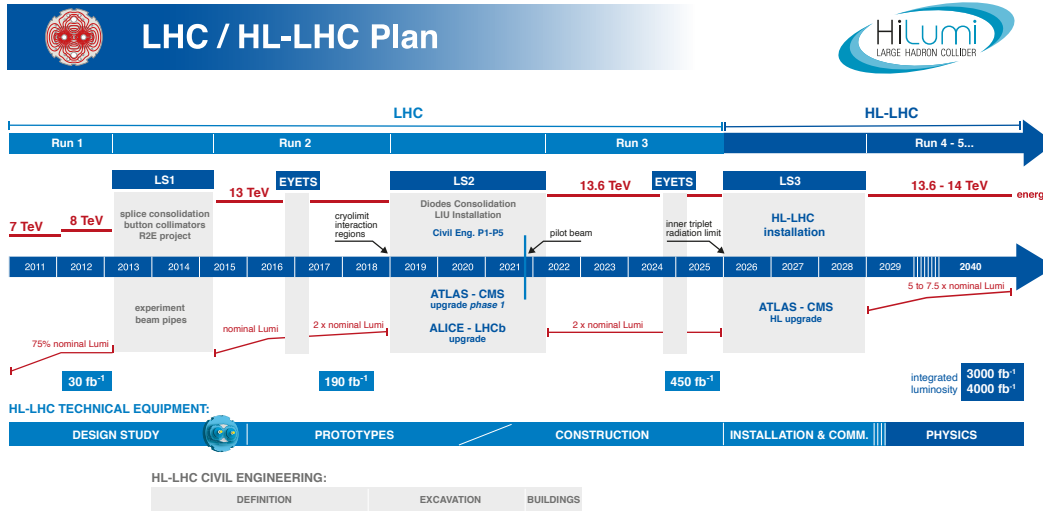 LHC / HL-LHC Plan
HiLumi
LARGE HADRON COLLIDER
LHC
HL-LHC
Run 1
Run 2
Run 3
Run 4 - 5...
LS1
EYETS
LS2
EYETS
LS3
7 TeV
8 TeV
13 TeV
13.6 TeV
13.6 - 14 TeV
energy
splice consolidation
button collimators
R2E project
cryolimit
interaction
regions
Diodes Consolidation
LIU Installation
Civil Eng. P1-P5
pilot beam
inner triplet
radiation limit
HL-LHC
installation
2011 2012 2013 2014 2015 2016 2017 2018 2019 2020 2021 2022 2023 2024 2025 2026 2027 2028 2029 2040
experiment
beam pipes
ATLAS - CMS
upgrade phase 1
ALICE - LHCb
upgrade
ATLAS - CMS
HL upgrade
75% nominal Lumi
nominal Lumi
2 x nominal Lumi
2 x nominal Lumi
5 to 7.5 x nominal Lumi
30 fb⁻¹
190 fb⁻¹
450 fb⁻¹
integrated
luminosity
3000 fb⁻¹
4000 fb⁻¹
HL-LHC TECHNICAL EQUIPMENT:
DESIGN STUDY
PROTOTYPES
CONSTRUCTION
INSTALLATION & COMM.
PHYSICS
HL-LHC CIVIL ENGINEERING:
DEFINITION
EXCAVATION
BUILDINGS